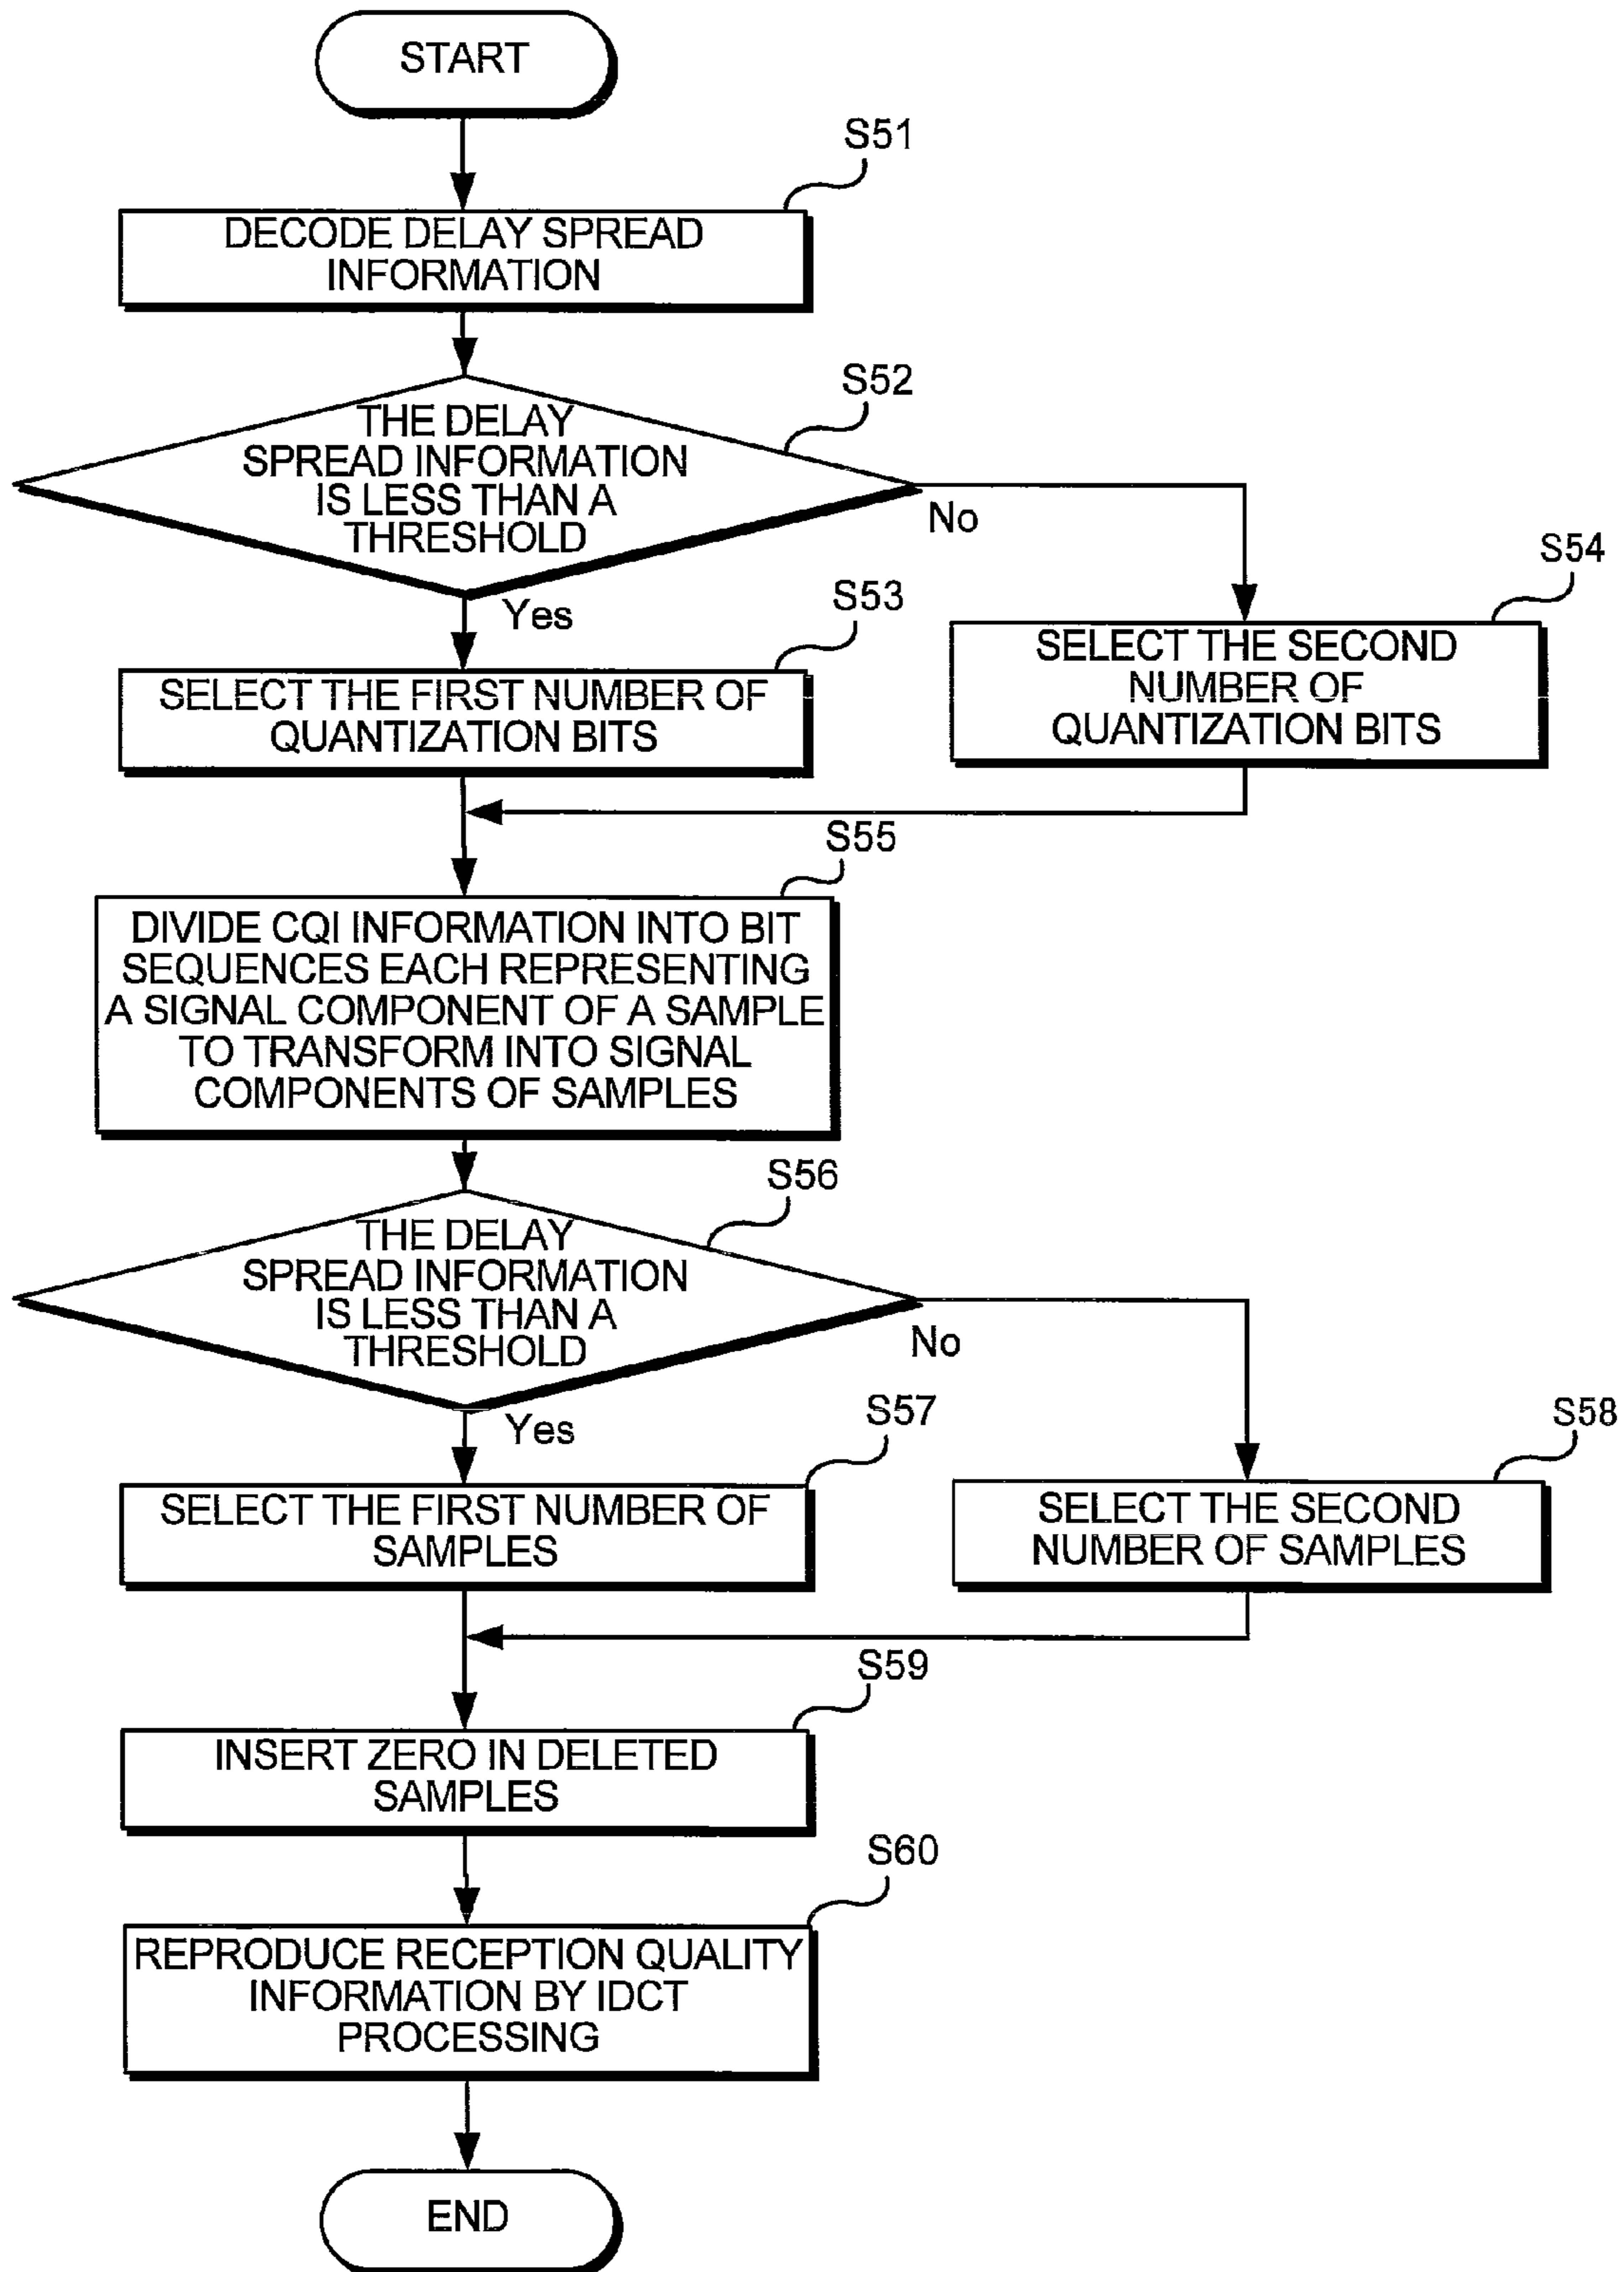 START
S51
DECODE DELAY SPREAD
INFORMATION
S52
THE DELAY
SPREAD INFORMATION
IS LESS THAN A
THRESHOLD
No
Yes
S53
SELECT THE FIRST NUMBER OF
QUANTIZATION BITS
S54
SELECT THE SECOND
NUMBER OF
QUANTIZATION BITS
S55
DIVIDE CQI INFORMATION INTO BIT
SEQUENCES EACH REPRESENTING
A SIGNAL COMPONENT OF A SAMPLE
TO TRANSFORM INTO SIGNAL
COMPONENTS OF SAMPLES
S56
THE DELAY
SPREAD INFORMATION
IS LESS THAN A
THRESHOLD
No
Yes
S57
SELECT THE FIRST NUMBER OF
SAMPLES
S58
SELECT THE SECOND
NUMBER OF SAMPLES
S59
INSERT ZERO IN DELETED
SAMPLES
S60
REPRODUCE RECEPTION QUALITY
INFORMATION BY IDCT
PROCESSING
END